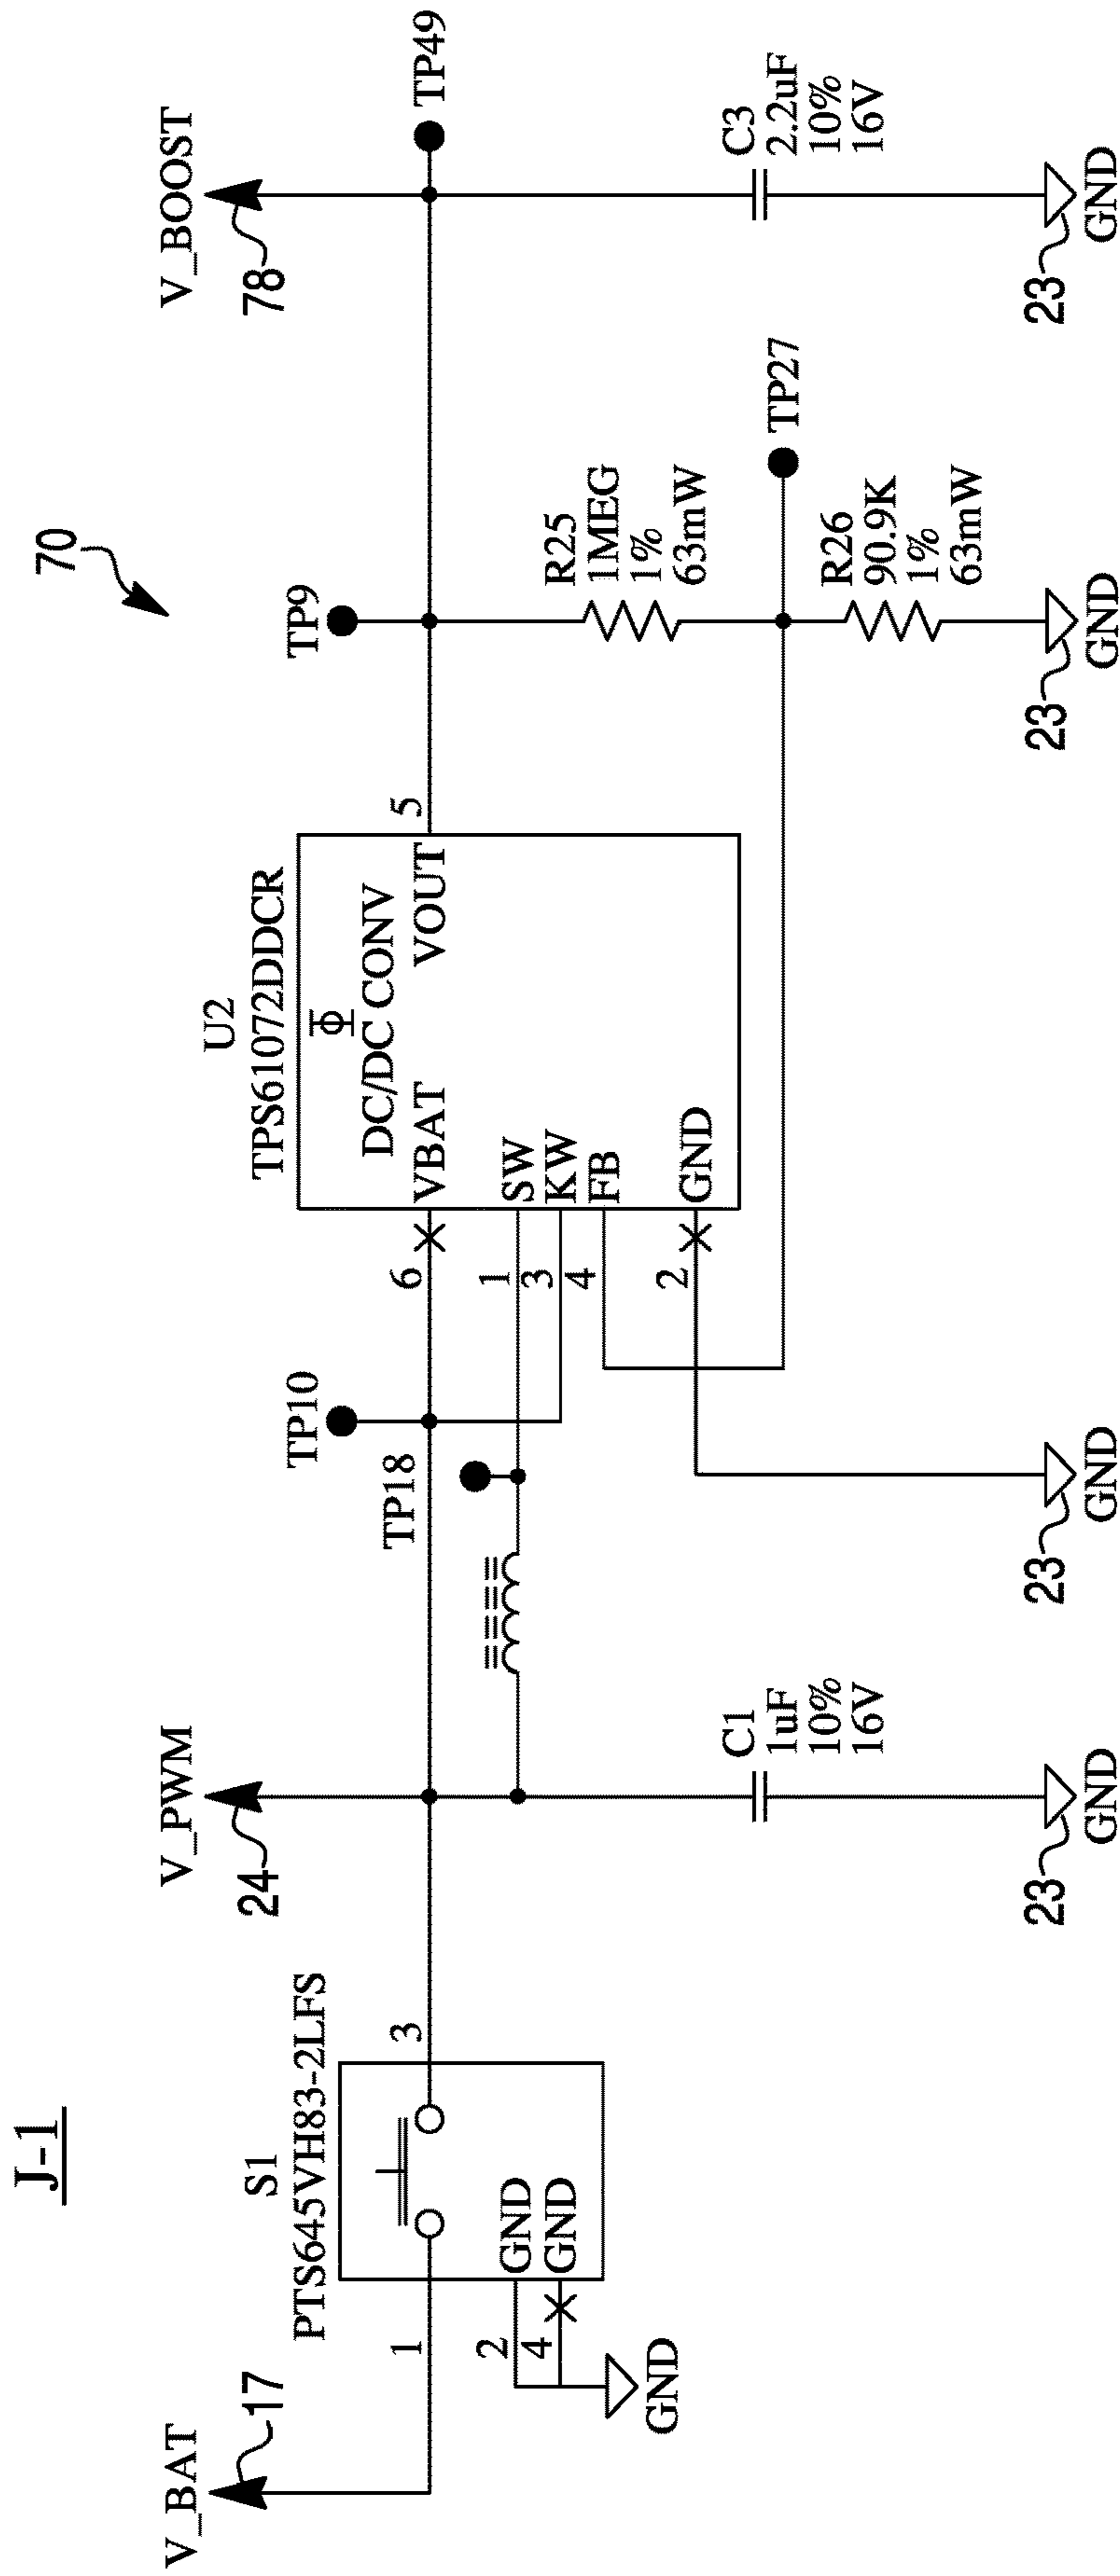 J-1
70
V_BAT
17
S1
PTS645VH83-2LFS
1
3
2
4
GND
GND
GND
V_PWM
24
C1
1uF
10%
16V
23
GND
TP10
TP18
U2
TPS61072DDCR
DC/DC CONV
6
VBAT
VOUT
5
1
SW
3
KW
4
FB
2
GND
23
GND
TP9
R25
1MEG
1%
63mW
TP27
R26
90.9K
1%
63mW
23
GND
V_BOOST
78
TP49
C3
2.2uF
10%
16V
23
GND